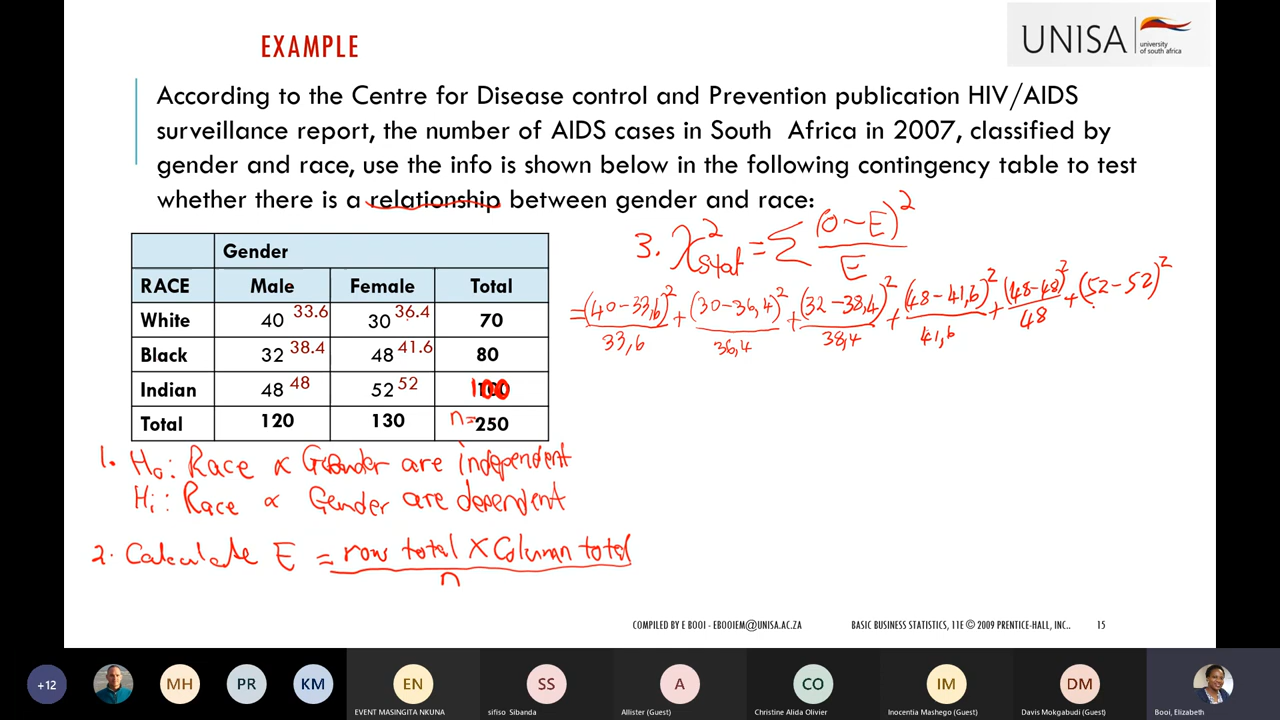 EXAMPLE
UNISA university of south africa
According to the Centre for Disease control and Prevention publication HIV/AIDS
surveillance report, the number of AIDS cases in South Africa in 2007, classified by
gender and race, use the info is shown below in the following contingency table to test
whether there is a relationship between gender and race:
3. χ²stat = Σ (O - E)² / E
= (40 - 33,6)² / 33,6 + (30 - 36,4)² / 36,4 + (32 - 38,4)² / 38,4 + (48 - 41,6)² / 41,6 + (48 - 48)² / 48 + (52 - 52)²
Gender
RACE Male Female Total
White 40 33.6 30 36.4 70
Black 32 38.4 48 41.6 80
Indian 48 48 52 52 100
Total 120 130 n= 250
1. H₀: Race ∝ Gender are independent
H₁: Race ∝ Gender are dependent
2. Calculate E = row total X Column total / n
COMPILED BY E BOOI - EBOOIEM@UNISA.AC.ZA BASIC BUSINESS STATISTICS, 11E © 2009 PRENTICE-HALL, INC.. 15
+12 MH PR KM EN SS A CO IM DM
EVENT MASINGITA NKUNA sifiso Sibanda Allister (Guest) Christine Alida Olivier Inocentia Mashego (Guest) Davis Mokgabudi (Guest) Booi, Elizabeth